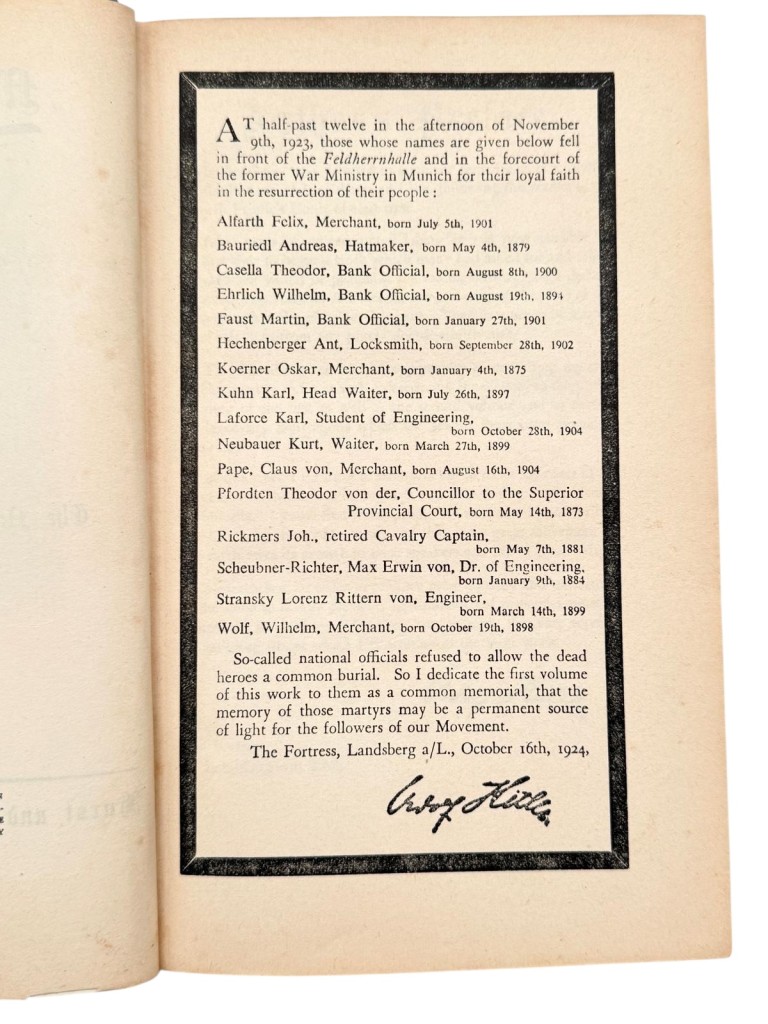 AT half-past twelve in the afternoon of November
9th, 1923, those whose names are given below fell
in front of the Feldherrnhalle and in the forecourt of
the former War Ministry in Munich for their loyal faith
in the resurrection of their people :
Alfarth Felix, Merchant, born July 5th, 1901
Bauriedl Andreas, Hatmaker, born May 4th, 1879
Casella Theodor, Bank Official, born August 8th, 1900
Ehrlich Wilhelm, Bank Official, born August 19th, 1894
Faust Martin, Bank Official, born January 27th, 1901
Hechenberger Ant, Locksmith, born September 28th, 1902
Koerner Oskar, Merchant, born January 4th, 1875
Kuhn Karl, Head Waiter, born July 26th, 1897
Laforce Karl, Student of Engineering,
born October 28th, 1904
Neubauer Kurt, Waiter, born March 27th, 1899
Pape, Claus von, Merchant, born August 16th, 1904
Pfordten Theodor von der, Councillor to the Superior
Provincial Court, born May 14th, 1873
Rickmers Joh., retired Cavalry Captain,
born May 7th, 1881
Scheubner-Richter, Max Erwin von, Dr. of Engineering,
born January 9th, 1884
Stransky Lorenz Rittern von, Engineer,
born March 14th, 1899
Wolf, Wilhelm, Merchant, born October 19th, 1898
So-called national officials refused to allow the dead
heroes a common burial. So I dedicate the first volume
of this work to them as a common memorial, that the
memory of those martyrs may be a permanent source
of light for the followers of our Movement.
The Fortress, Landsberg a/L., October 16th, 1924,
Adolf Hitler